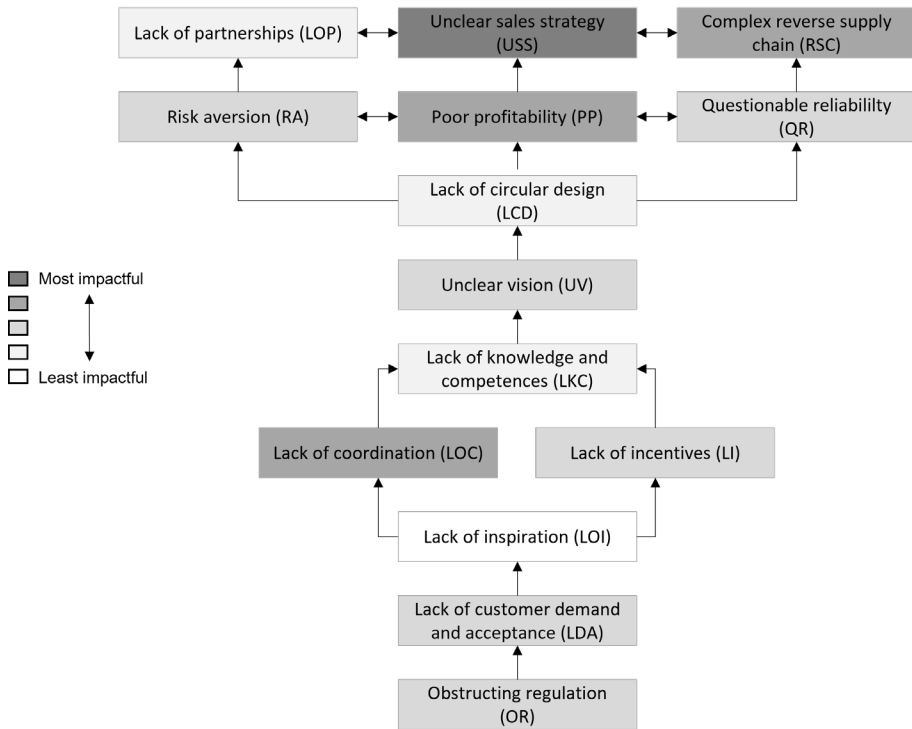 Lack of partnerships (LOP)
Unclear sales strategy
(USS)
Complex reverse supply
chain (RSC)
Risk aversion (RA)
Poor profitability (PP)
Questionable reliabililty
(QR)
Lack of circular design
(LCD)
Unclear vision (UV)
Most impactful
Least impactful
Lack of knowledge and
competences (LKC)
Lack of coordination (LOC)
Lack of incentives (LI)
Lack of inspiration (LOI)
Lack of customer demand
and acceptance (LDA)
Obstructing regulation
(OR)